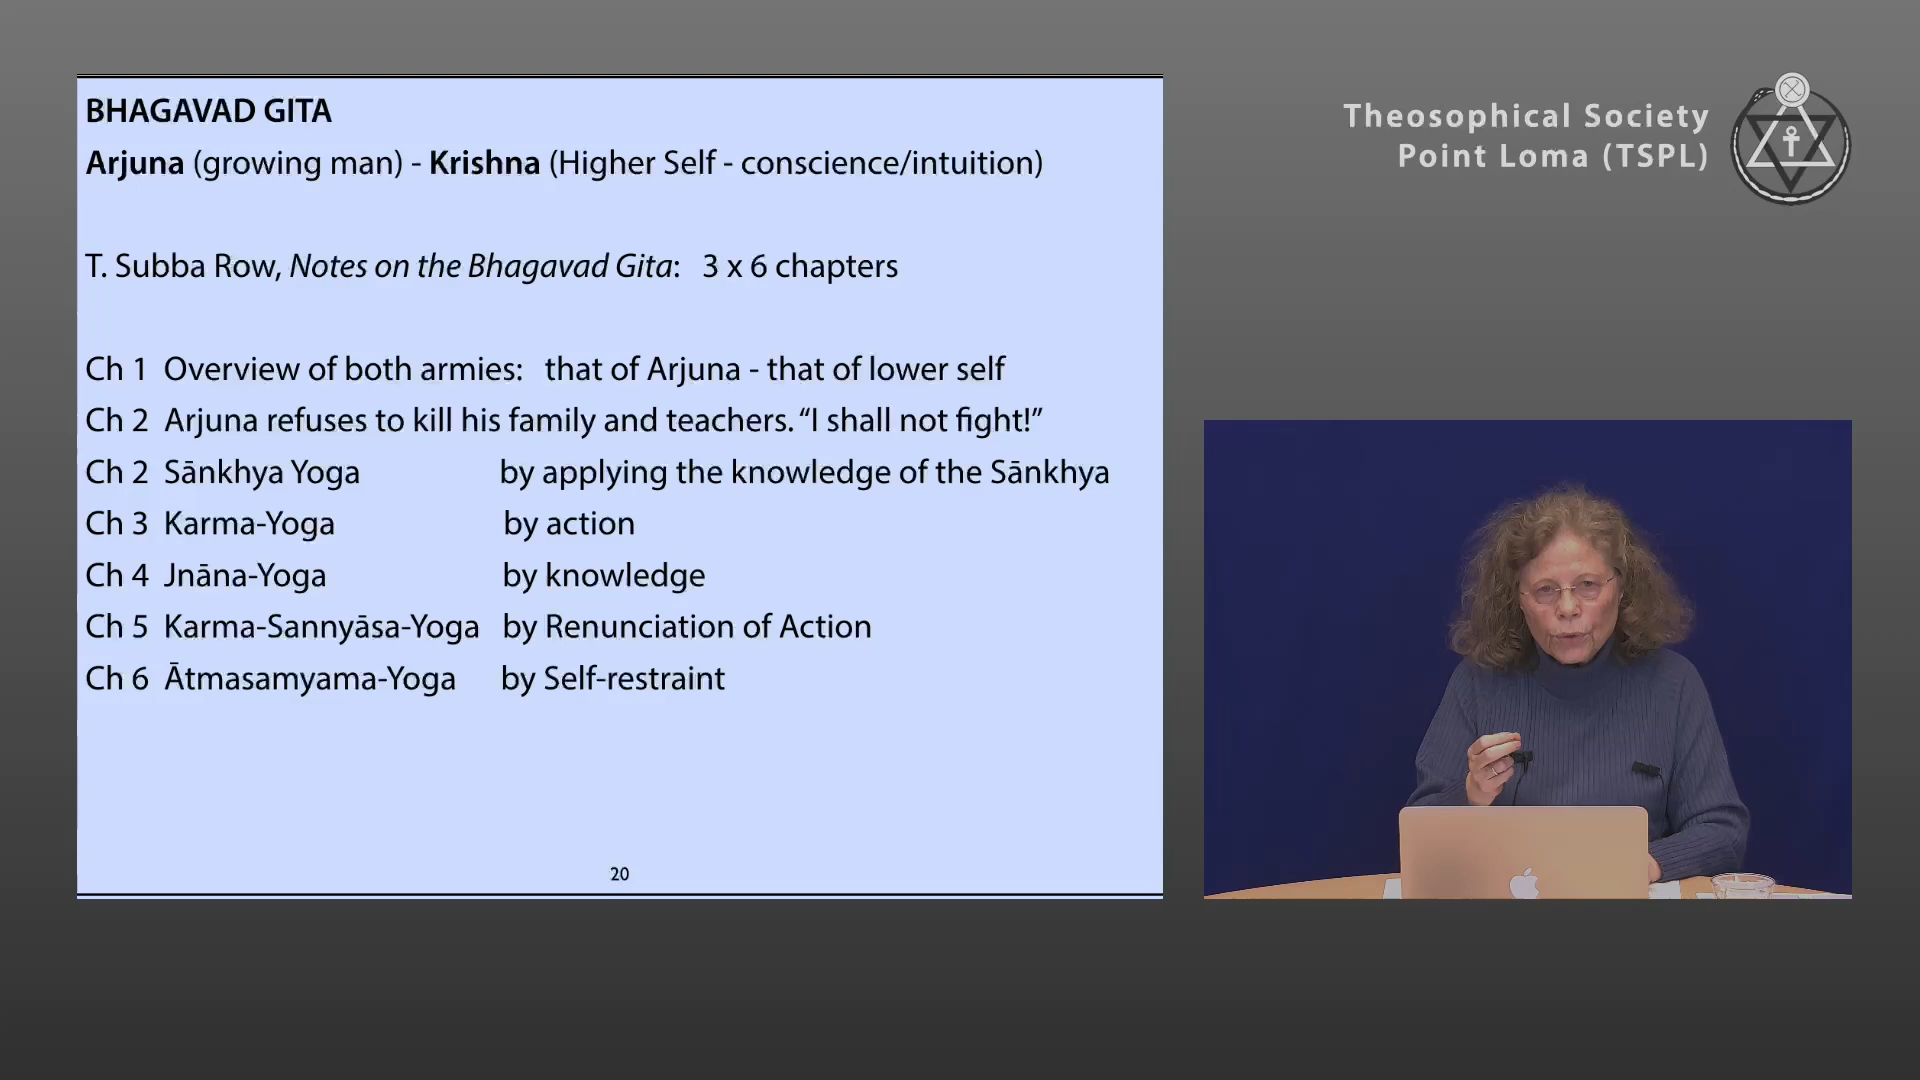 BHAGAVAD GITA
Arjuna (growing man) - Krishna (Higher Self - conscience/intuition)
T. Subba Row, Notes on the Bhagavad Gita: 3 x 6 chapters
Ch 1 Overview of both armies: that of Arjuna - that of lower self
Ch 2 Arjuna refuses to kill his family and teachers. “I shall not fight!”
Ch 2 Sānkhya Yoga by applying the knowledge of the Sānkhya
Ch 3 Karma-Yoga by action
Ch 4 Jnāna-Yoga by knowledge
Ch 5 Karma-Sannyāsa-Yoga by Renunciation of Action
Ch 6 Ātmasamyama-Yoga by Self-restraint
20
Theosophical Society
Point Loma (TSPL)